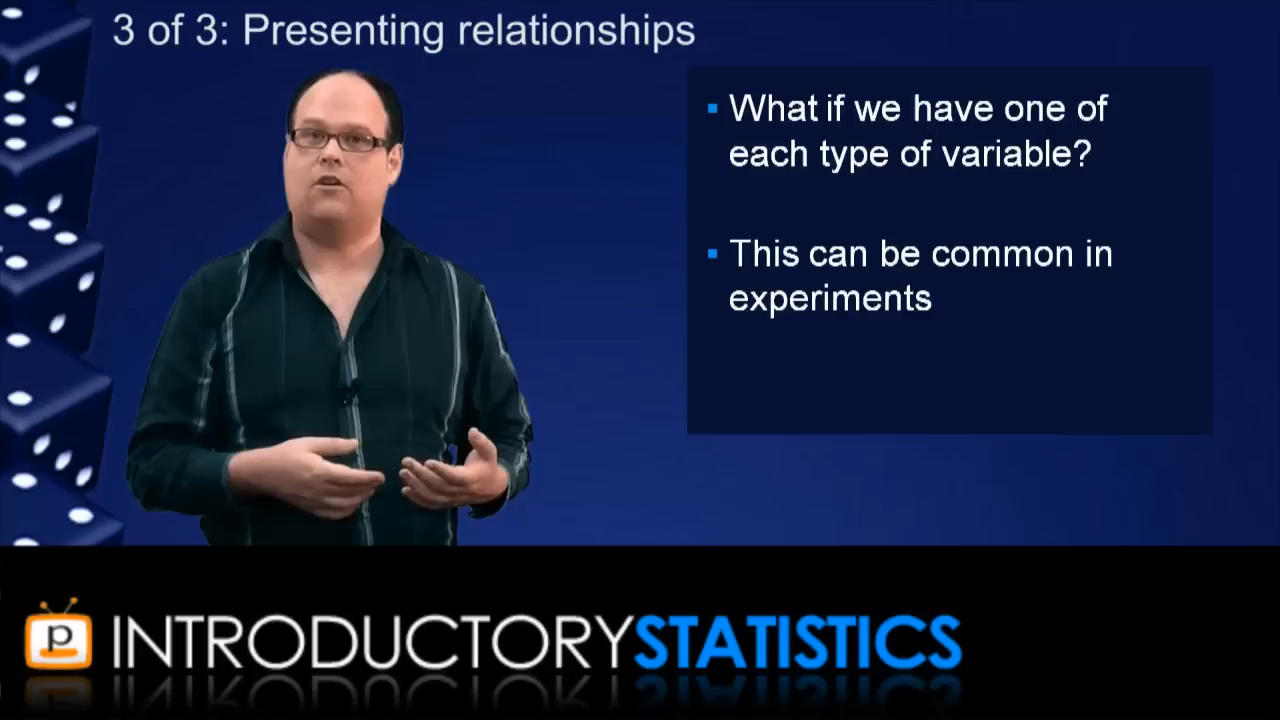 3 of 3: Presenting relationships
What if we have one of
each type of variable?
This can be common in
experiments
p
INTRODUCTORYSTATISTICS